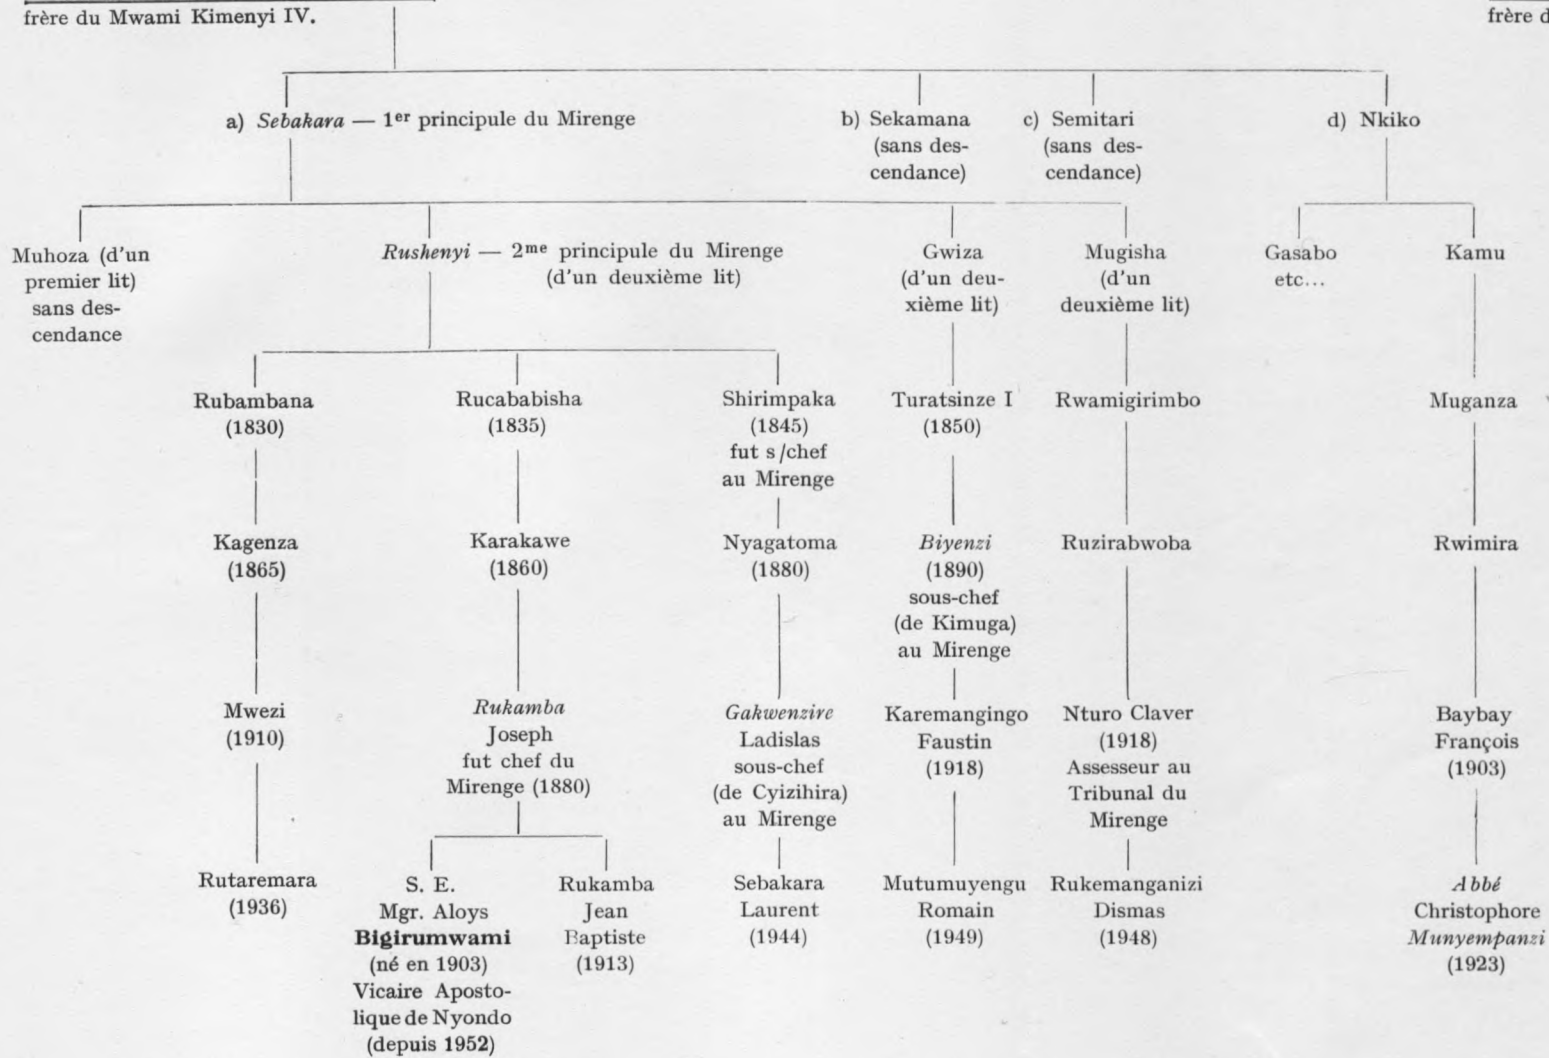 frère du Mwami Kimenyi IV.
frère d
a) Sebakara — 1er principule du Mirenge
b) Sekamana
(sans des-
cendance)
c) Semitari
(sans des-
cendance)
d) Nkiko
Muhoza (d'un
premier lit)
sans des-
cendance
Rushenyi — 2me principule du Mirenge
(d'un deuxième lit)
Gwiza
(d'un deu-
xième lit)
Mugisha
(d'un
deuxième lit)
Gasabo
etc...
Kamu
Rubambana
(1830)
Rucababisha
(1835)
Shirimpaka
(1845)
fut s/chef
au Mirenge
Turatsinze I
(1850)
Rwamigirimbo
Muganza
Kagenza
(1865)
Karakawe
(1860)
Nyagatoma
(1880)
Biyenzi
(1890)
sous-chef
(de Kimuga)
au Mirenge
Ruzirabwoba
Rwimira
Mwezi
(1910)
Rukamba
Joseph
fut chef du
Mirenge (1880)
Gakwenzire
Ladislas
sous-chef
(de Cyizihira)
au Mirenge
Karemangingo
Faustin
(1918)
Nturo Claver
(1918)
Assesseur au
Tribunal du
Mirenge
Baybay
François
(1903)
Rutaremara
(1936)
S. E.
Mgr. Aloys
Bigirumwami
(né en 1903)
Vicaire Aposto-
lique de Nyondo
(depuis 1952)
Rukamba
Jean
Baptiste
(1913)
Sebakara
Laurent
(1944)
Mutumuyengu
Romain
(1949)
Rukemanganizi
Dismas
(1948)
Abbé
Christophore
Munyempanzi
(1923)